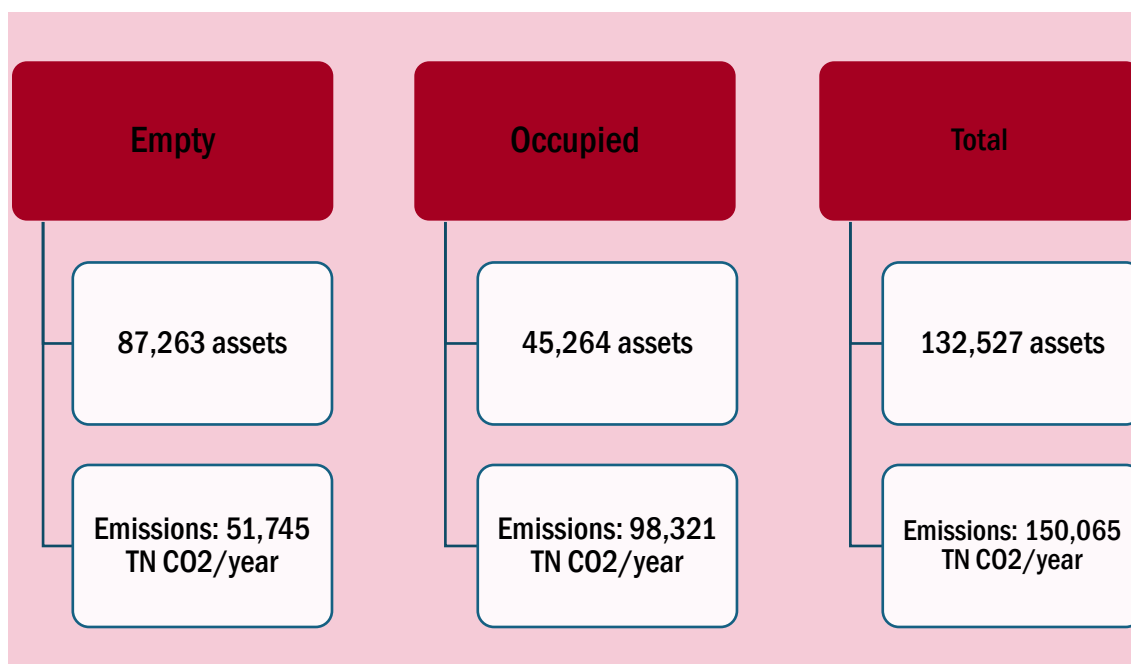 Empty
87,263 assets
Emissions: 51,745
TN CO2/year
Occupied
45,264 assets
Emissions: 98,321
TN CO2/year
Total
132,527 assets
Emissions: 150,065
TN CO2/year